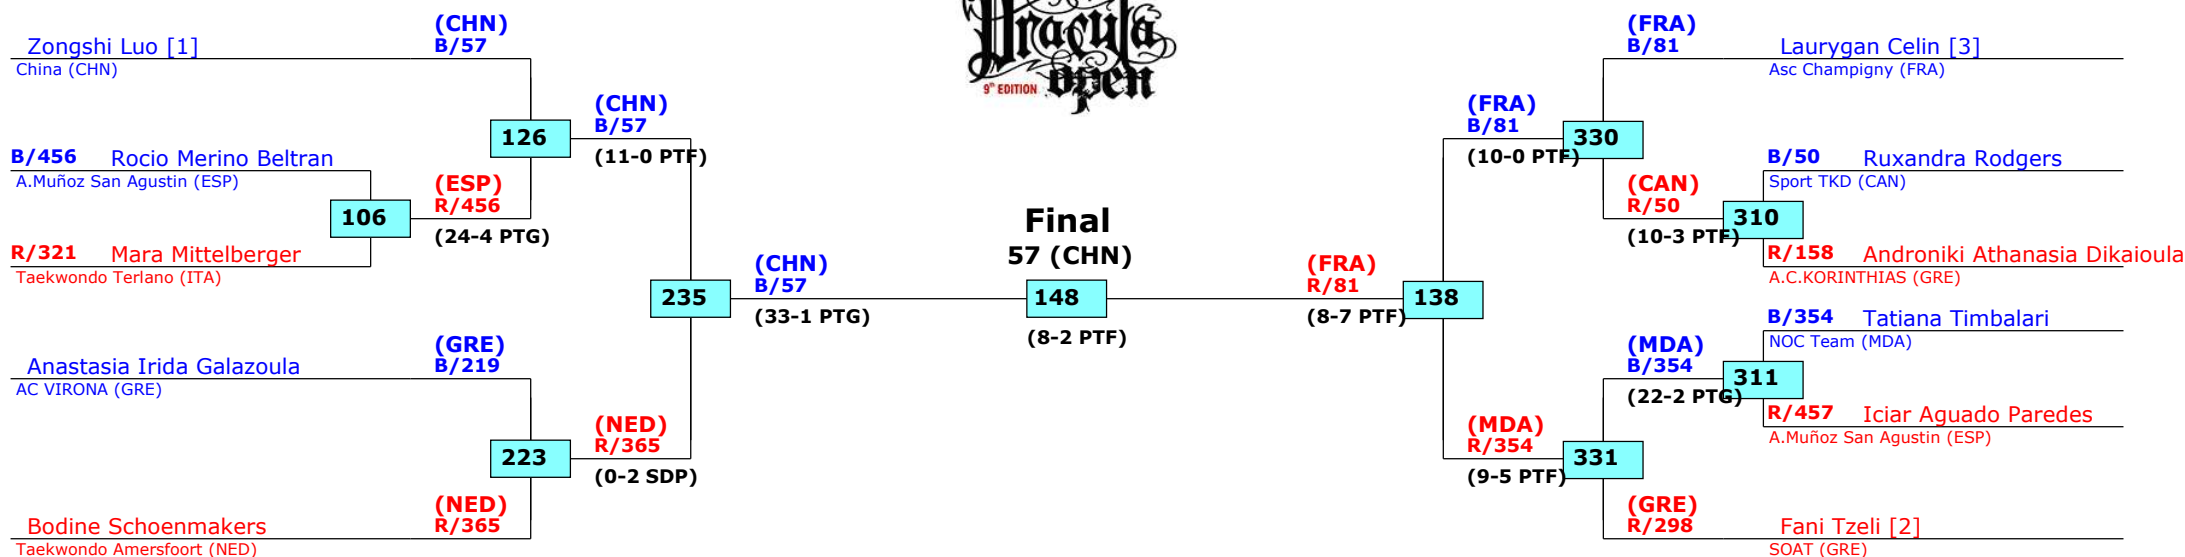 Zongshi Luo [1]
China (CHN)
(CHN)
B/57
B/456 Rocio Merino Beltran
A.Muñoz San Agustin (ESP)
R/321 Mara Mittelberger
Taekwondo Terlano (ITA)
106
(ESP)
R/456
(24-4 PTG)
126
(CHN)
B/57
(11-0 PTF)
Anastasia Irida Galazoula
AC VIRONA (GRE)
(GRE)
B/219
Bodine Schoenmakers
Taekwondo Amersfoort (NED)
(NED)
R/365
223
(NED)
R/365
(0-2 SDP)
235
(CHN)
B/57
(33-1 PTG)
Dracula
open
9th EDITION
Final
57 (CHN)
148
(8-2 PTF)
(FRA)
R/81
(8-7 PTF)
138
(FRA)
B/81
(10-0 PTF)
330
(FRA)
B/81
Laurygan Celin [3]
Asc Champigny (FRA)
(CAN)
R/50
(10-3 PTF)
310
B/50 Ruxandra Rodgers
Sport TKD (CAN)
R/158 Androniki Athanasia Dikaioula
A.C.KORINTHIAS (GRE)
(MDA)
R/354
(9-5 PTF)
331
(MDA)
B/354
(22-2 PTG)
311
B/354 Tatiana Timbalari
NOC Team (MDA)
R/457 Iciar Aguado Paredes
A.Muñoz San Agustin (ESP)
(GRE)
R/298
Fani Tzeli [2]
SOAT (GRE)